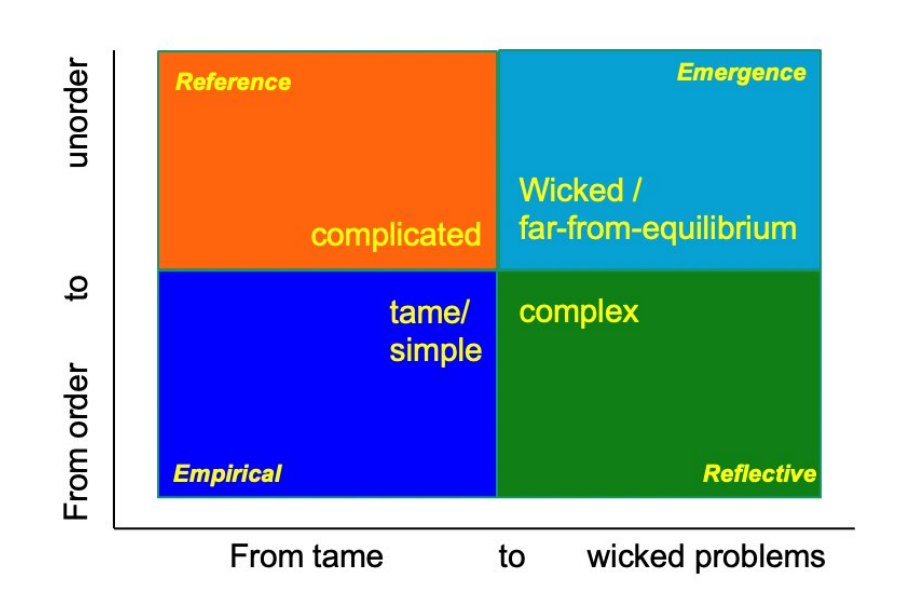 unorder
to
From order
Reference
Emergence
complicated
Wicked /
far-from-equilibrium
tame/
simple
complex
Empirical
Reflective
From tame to wicked problems